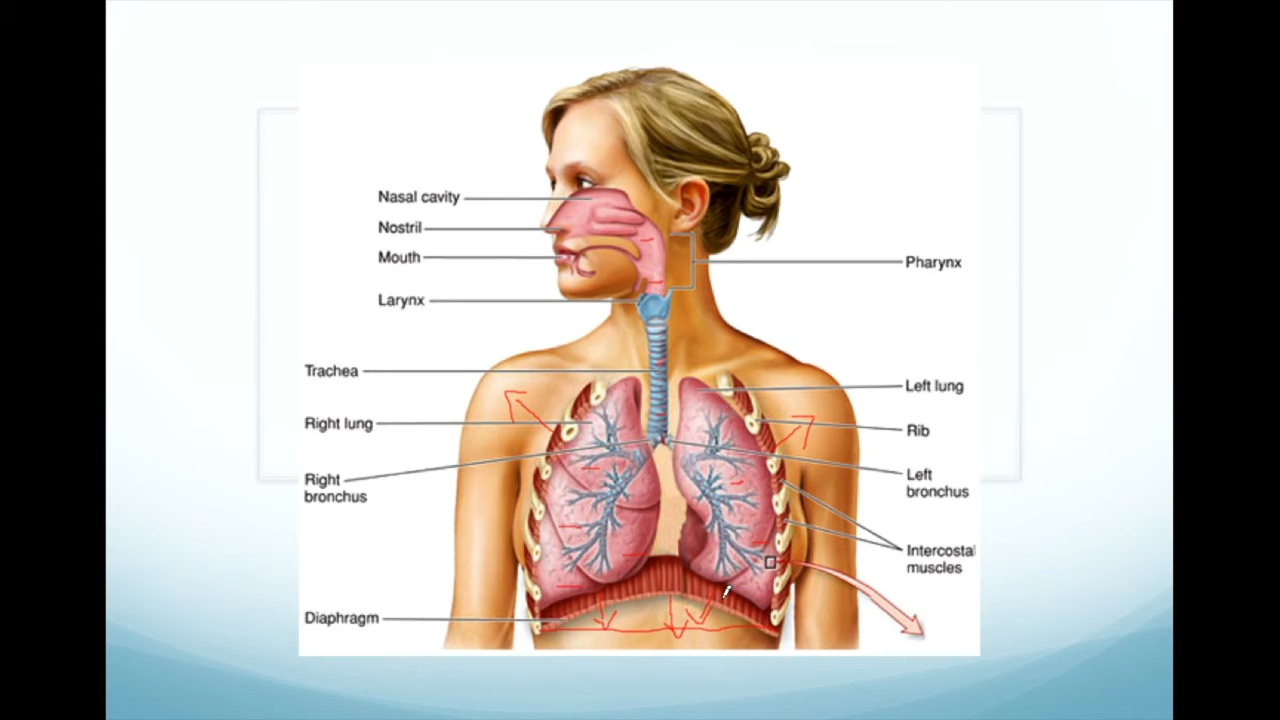 Nasal cavity
Nostril
Mouth
Larynx
Pharynx
Trachea
Right lung
Right
bronchus
Diaphragm
Left lung
Rib
Left
bronchus
Intercostal
muscles